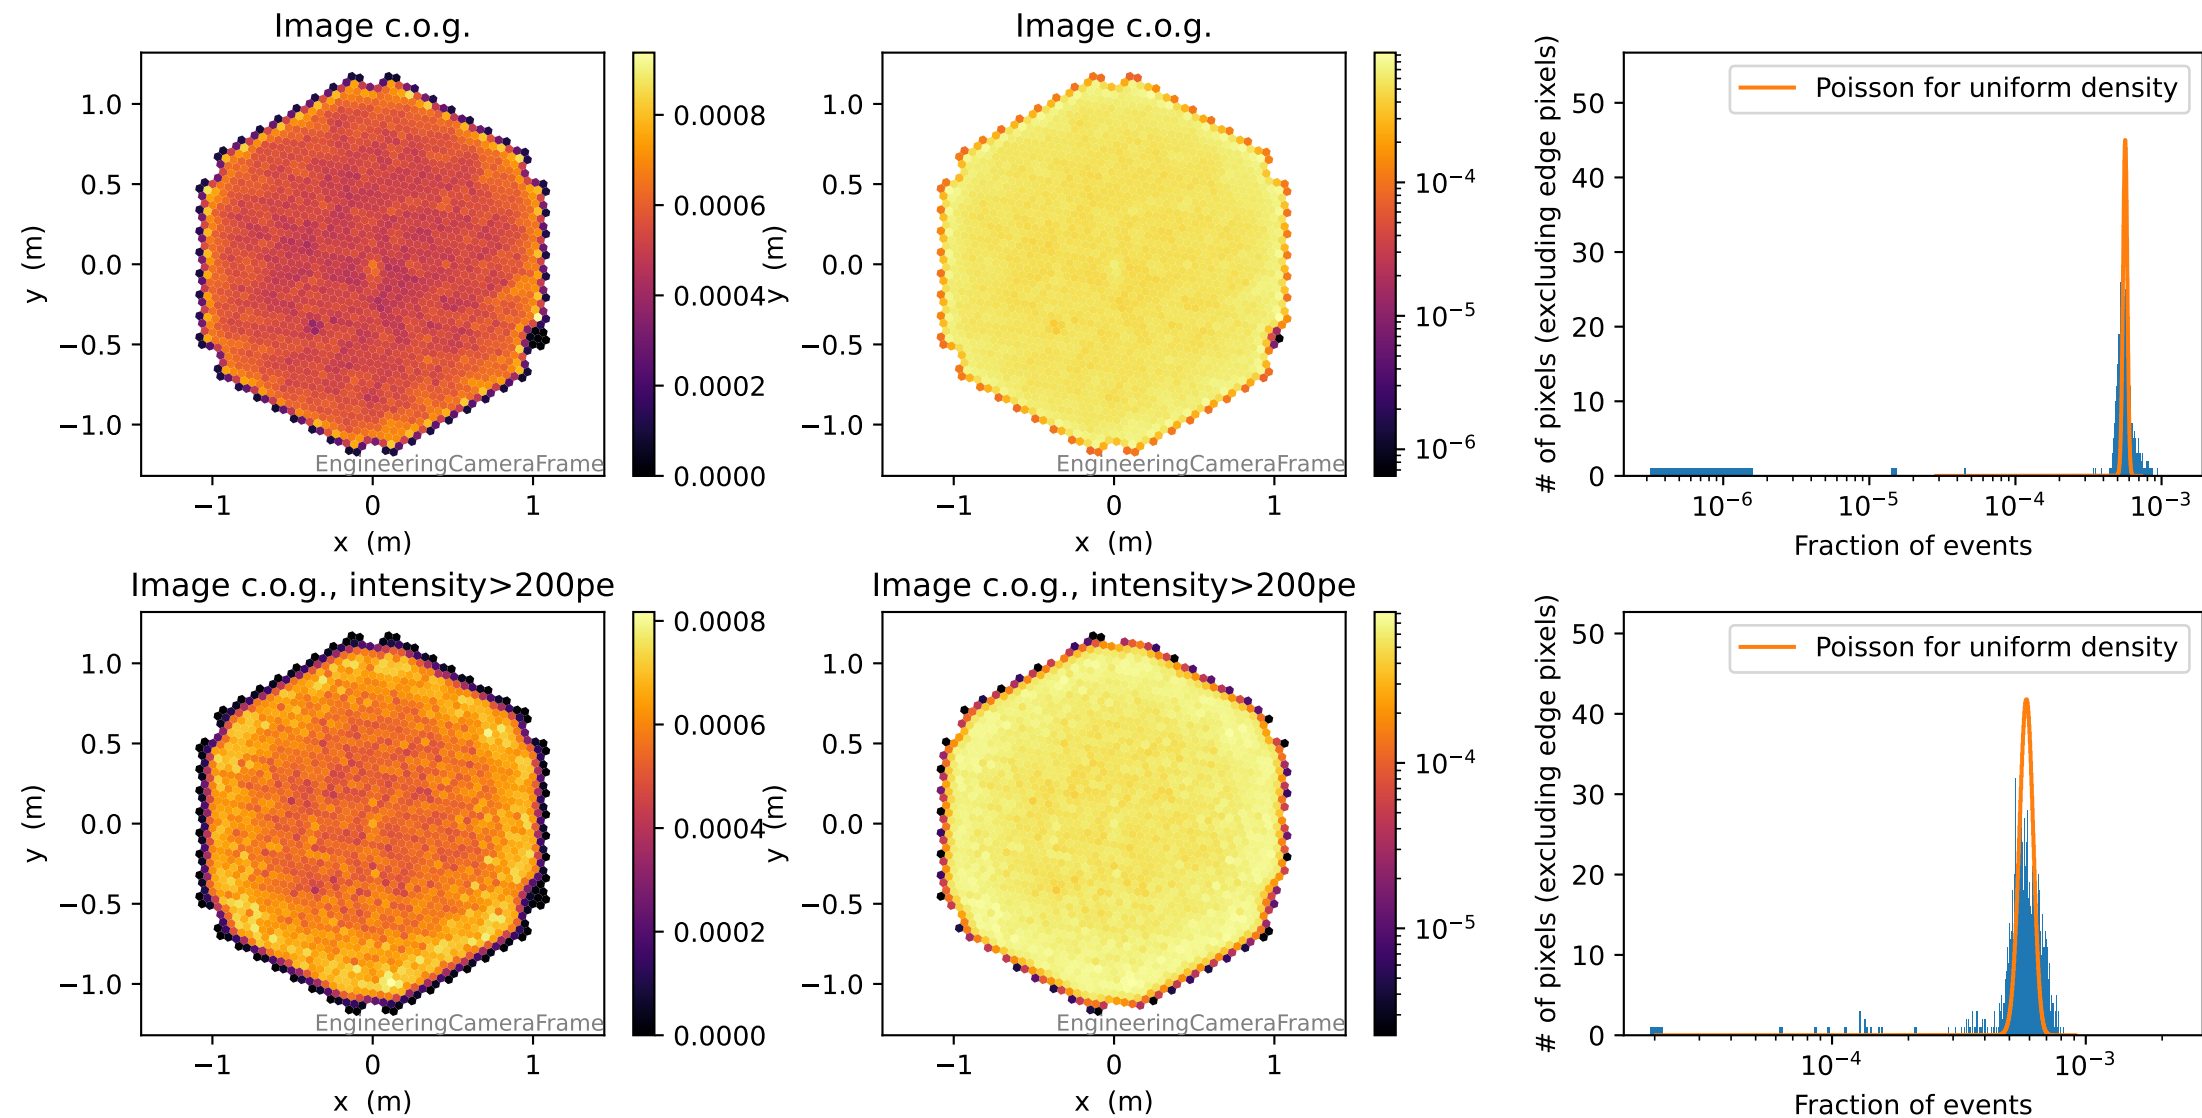 Image c.o.g.
1.0
0.5
0.0
−0.5
−1.0
y (m)
−1
0
1
x (m)
EngineeringCameraFrame
0.0008
0.0006
0.0004
0.0002
0.0000
Image c.o.g.
1.0
0.5
0.0
−0.5
−1.0
y (m)
−1
0
1
x (m)
EngineeringCameraFrame
10⁻⁴
10⁻⁵
10⁻⁶
Poisson for uniform density
50
40
30
20
10
0
# of pixels (excluding edge pixels)
10⁻⁶
10⁻⁵
10⁻⁴
10⁻³
Fraction of events
Image c.o.g., intensity>200pe
1.0
0.5
0.0
−0.5
−1.0
y (m)
−1
0
1
x (m)
EngineeringCameraFrame
0.0008
0.0006
0.0004
0.0002
0.0000
Image c.o.g., intensity>200pe
1.0
0.5
0.0
−0.5
−1.0
y (m)
−1
0
1
x (m)
EngineeringCameraFrame
10⁻⁴
10⁻⁵
Poisson for uniform density
50
40
30
20
10
0
# of pixels (excluding edge pixels)
10⁻⁴
10⁻³
Fraction of events